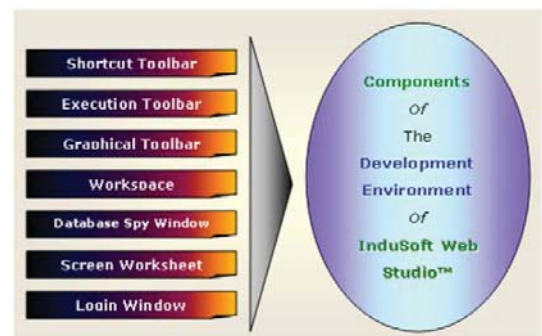 Shortcut Toolbar
Execution Toolbar
Graphical Toolbar
Workspace
Database Spy Window
Screen Worksheet
Login Window
Components
Of
The
Development
Environment
Of
InduSoft Web
Studio™